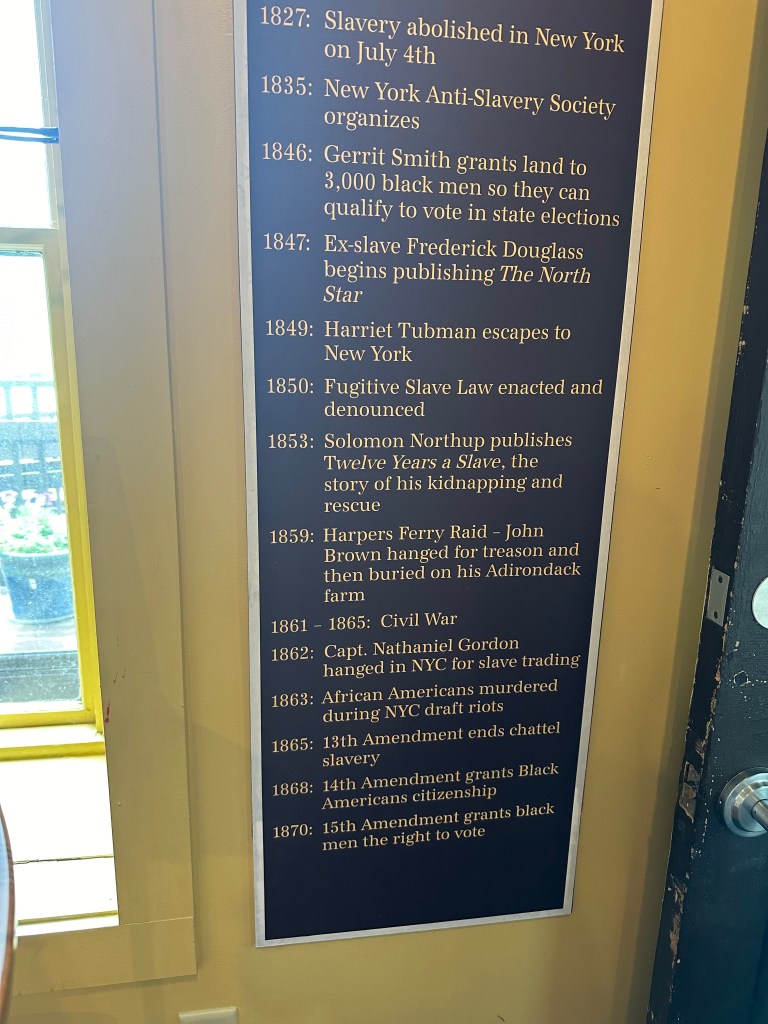 1827: Slavery abolished in New York
on July 4th
1835: New York Anti-Slavery Society
organizes
1846: Gerrit Smith grants land to
3,000 black men so they can
qualify to vote in state elections
1847: Ex-slave Frederick Douglass
begins publishing The North
Star
1849: Harriet Tubman escapes to
New York
1850: Fugitive Slave Law enacted and
denounced
1853: Solomon Northup publishes
Twelve Years a Slave, the
story of his kidnapping and
rescue
1859: Harpers Ferry Raid – John
Brown hanged for treason and
then buried on his Adirondack
farm
1861 – 1865: Civil War
1862: Capt. Nathaniel Gordon
hanged in NYC for slave trading
1863: African Americans murdered
during NYC draft riots
1865: 13th Amendment ends chattel
slavery
1868: 14th Amendment grants Black
Americans citizenship
1870: 15th Amendment grants black
men the right to vote